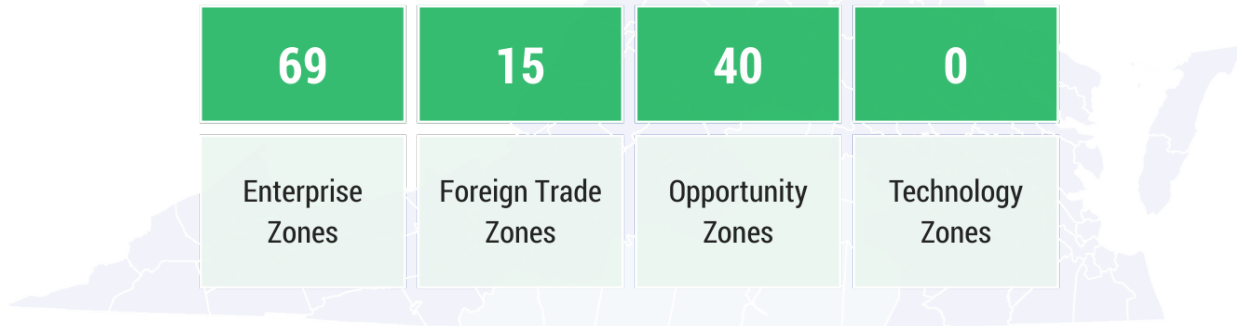 69
15
40
0
Enterprise
Zones
Foreign Trade
Zones
Opportunity
Zones
Technology
Zones